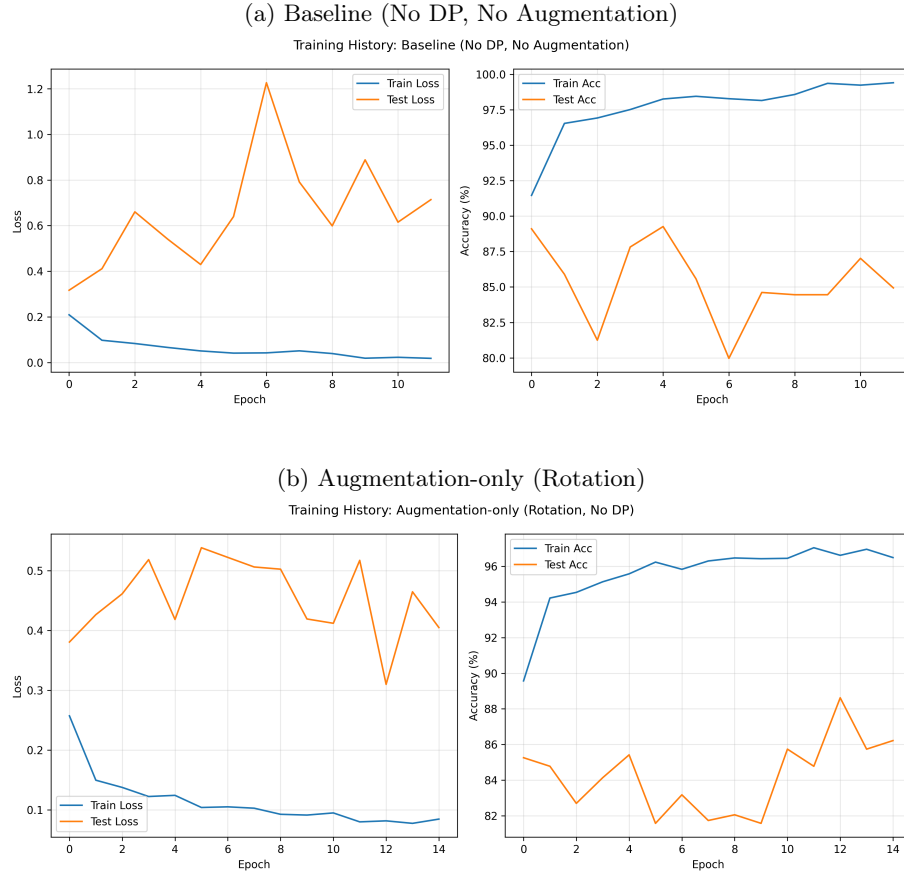 (a) Baseline (No DP, No Augmentation)
Training History: Baseline (No DP, No Augmentation)
Train Loss
Test Loss
1.2
1.0
0.8
0.6
0.4
0.2
0.0
Loss
0 2 4 6 8 10
Epoch
Train Acc
Test Acc
100.0
97.5
95.0
92.5
90.0
87.5
85.0
82.5
80.0
Accuracy (%)
0 2 4 6 8 10
Epoch
(b) Augmentation-only (Rotation)
Training History: Augmentation-only (Rotation, No DP)
0.5
0.4
0.3
0.2
0.1
Loss
Train Loss
Test Loss
0 2 4 6 8 10 12 14
Epoch
Train Acc
Test Acc
96
94
92
90
88
86
84
82
Accuracy (%)
0 2 4 6 8 10 12 14
Epoch